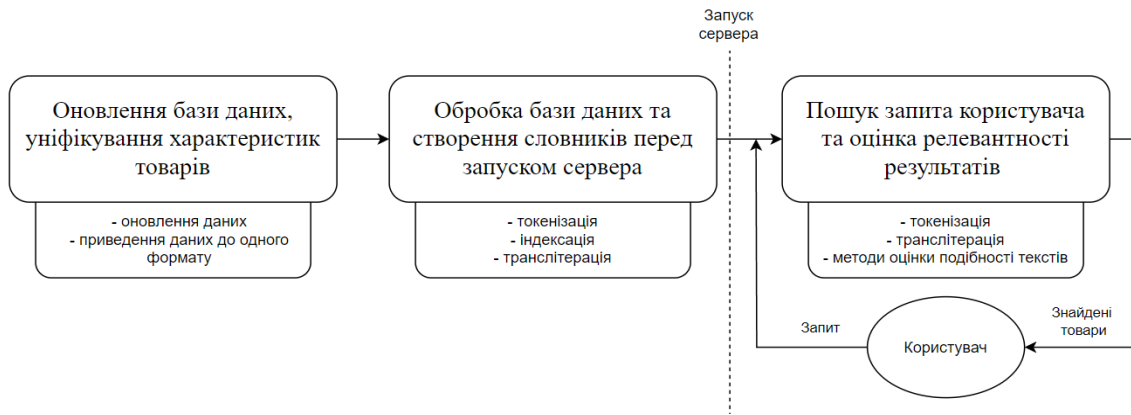 Запуск
сервера
Оновлення бази даних,
уніфікування характеристик
товарів
- оновлення даних
- приведення даних до одного
формату
Обробка бази даних та
створення словників перед
запуском сервера
- токенізація
- індексація
- транслітерація
Пошук запита користувача
та оцінка релевантності
результатів
- токенізація
- транслітерація
- методи оцінки подібності текстів
Запит
Користувач
Знайдені
товари